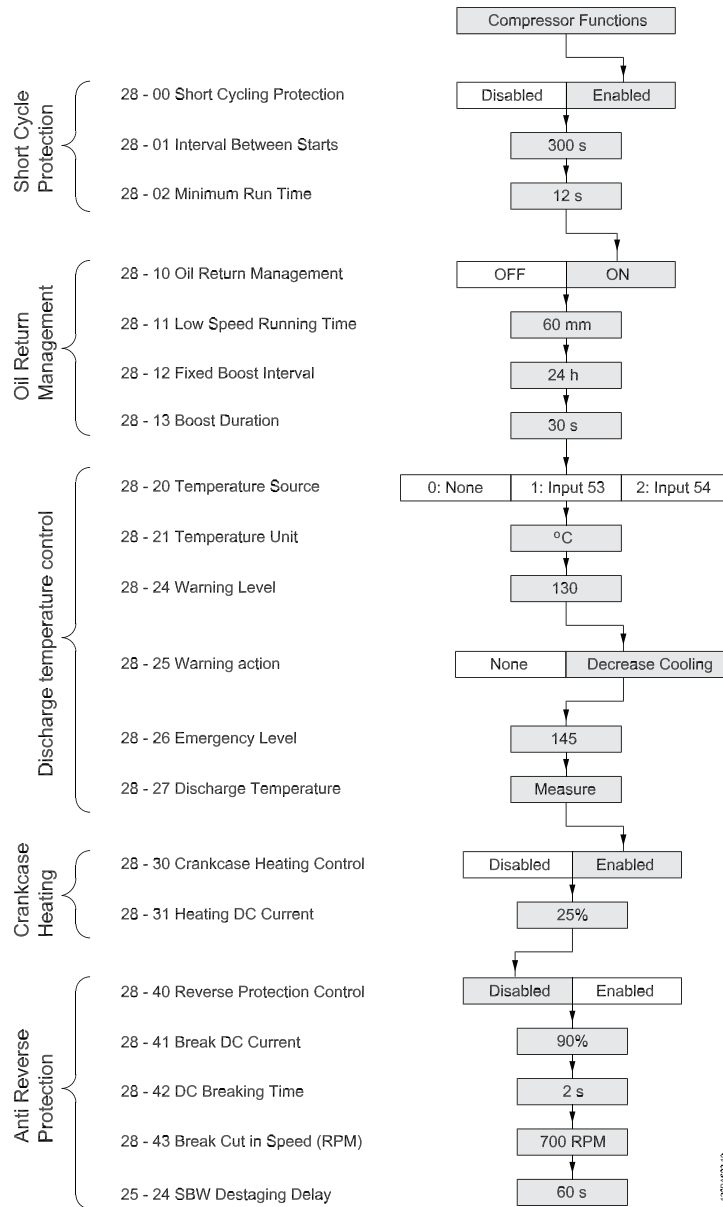 Compressor Functions
Short Cycle Protection
28 - 00 Short Cycling Protection
Disabled
Enabled
28 - 01 Interval Between Starts
300 s
28 - 02 Minimum Run Time
12 s
Oil Return Management
28 - 10 Oil Return Management
OFF
ON
28 - 11 Low Speed Running Time
60 mm
28 - 12 Fixed Boost Interval
24 h
28 - 13 Boost Duration
30 s
Discharge temperature control
28 - 20 Temperature Source
0: None
1: Input 53
2: Input 54
28 - 21 Temperature Unit
ºC
28 - 24 Warning Level
130
28 - 25 Warning action
None
Decrease Cooling
28 - 26 Emergency Level
145
28 - 27 Discharge Temperature
Measure
Crankcase Heating
28 - 30 Crankcase Heating Control
Disabled
Enabled
28 - 31 Heating DC Current
25%
Anti Reverse Protection
28 - 40 Reverse Protection Control
Disabled
Enabled
28 - 41 Break DC Current
90%
28 - 42 DC Breaking Time
2 s
28 - 43 Break Cut in Speed (RPM)
700 RPM
25 - 24 SBW Destaging Delay
60 s